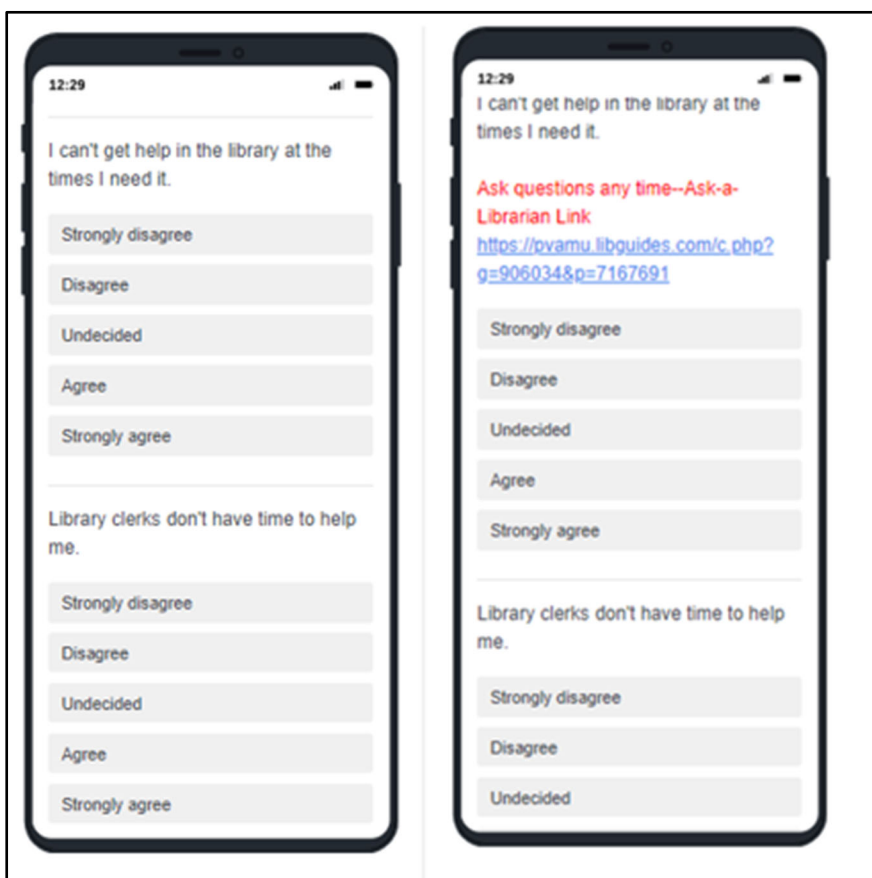 12:29
I can't get help in the library at the
times I need it.
Strongly disagree
Disagree
Undecided
Agree
Strongly agree
Library clerks don't have time to help
me.
Strongly disagree
Disagree
Undecided
Agree
Strongly agree
12:29
I can't get help in the library at the
times I need it.
Ask questions any time--Ask-a-
Librarian Link
https://pvamu.libguides.com/c.php?
g=906034&p=7167691
Strongly disagree
Disagree
Undecided
Agree
Strongly agree
Library clerks don't have time to help
me.
Strongly disagree
Disagree
Undecided